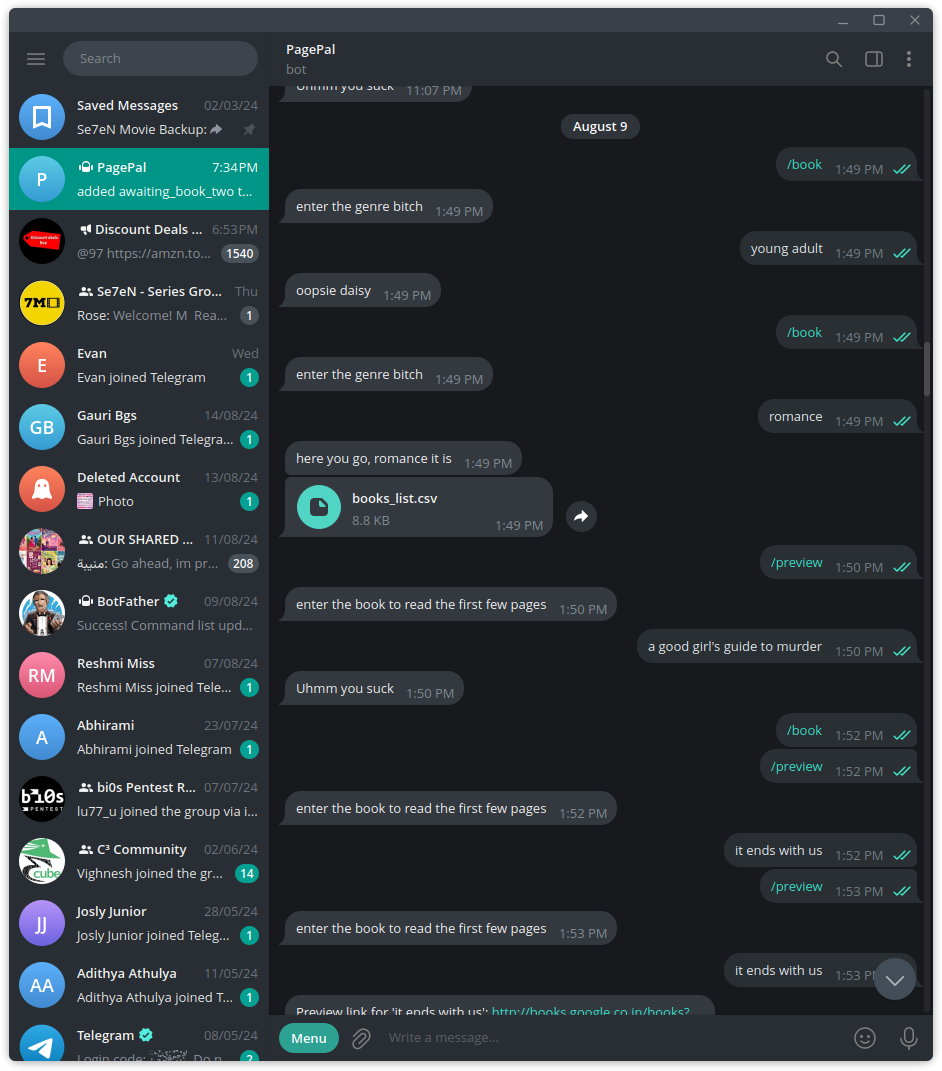 Search
Saved Messages 02/03/24
Se7eN Movie Backup:
P
PagePal 7:34 PM
added awaiting_book_two t...
Discount Deals ... 6:53 PM
@97 https://amzn.to... 1540
7M
Se7eN - Series Gro... Thu
Rose: Welcome! M Rea... 1
E
Evan Wed
Evan joined Telegram 1
GB
Gauri Bgs 14/08/24
Gauri Bgs joined Telegra... 1
Deleted Account 13/08/24
Photo 1
OUR SHARED ... 11/08/24
منيبة: Go ahead, im pr... 208
BotFather 09/08/24
Success! Command list upd...
RM
Reshmi Miss 07/08/24
Reshmi Miss joined Tele... 1
A
Abhirami 23/07/24
Abhirami joined Telegram 1
bi0s
PENTEST
bi0s Pentest R... 07/07/24
lu77_u joined the group via i...
cube
C³ Community 02/06/24
Vighnesh joined the gr... 14
JJ
Josly Junior 28/05/24
Josly Junior joined Teleg... 1
AA
Adithya Athulya 11/05/24
Adithya Athulya joined T... 1
Telegram 08/05/24
Login code: Do n... 2
PagePal
bot
Uhmm you suck 11:07 PM
August 9
/book 1:49 PM
enter the genre bitch 1:49 PM
young adult 1:49 PM
oopsie daisy 1:49 PM
/book 1:49 PM
enter the genre bitch 1:49 PM
romance 1:49 PM
here you go, romance it is 1:49 PM
books_list.csv
8.8 KB 1:49 PM
/preview 1:50 PM
enter the book to read the first few pages 1:50 PM
a good girl's guide to murder 1:50 PM
Uhmm you suck 1:50 PM
/book 1:52 PM
/preview 1:52 PM
enter the book to read the first few pages 1:52 PM
it ends with us 1:52 PM
/preview 1:53 PM
enter the book to read the first few pages 1:53 PM
it ends with us 1:53 P
Preview link for 'it ends with us': http://books.google.co.in/books?
Menu
Write a message...